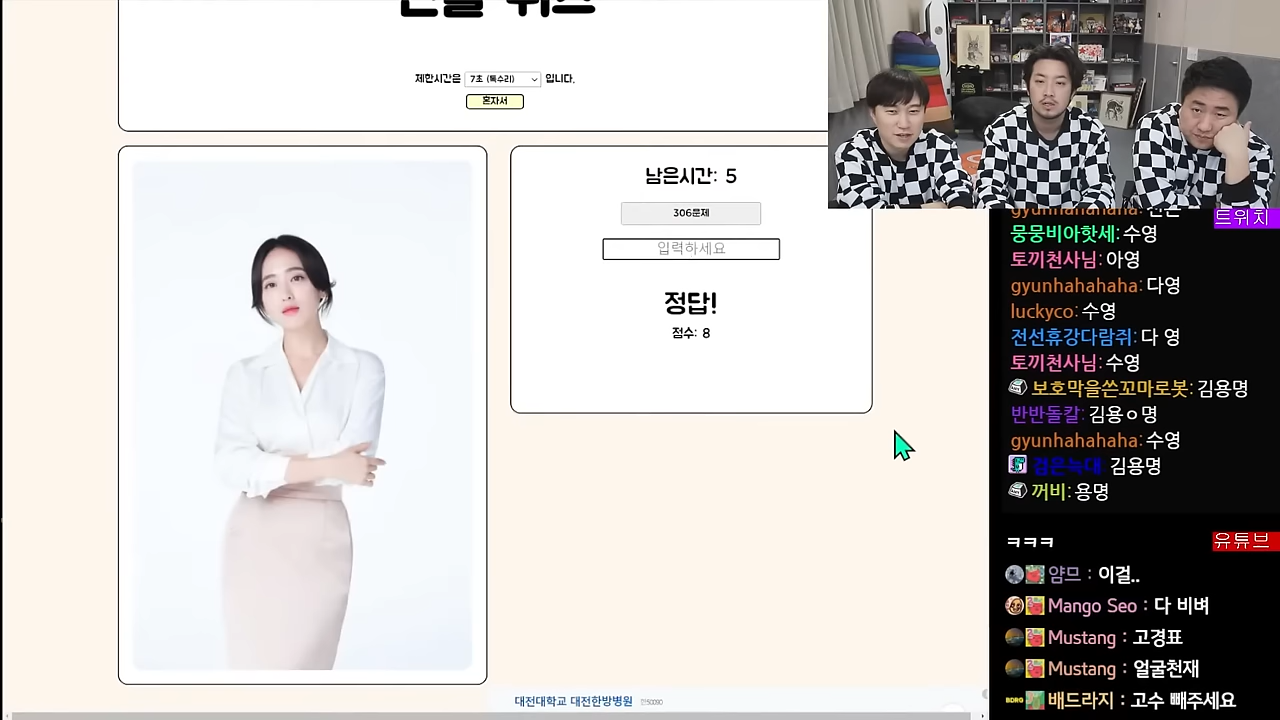 인물 퀴즈
제한시간은 7초 (독수리) 입니다.
혼자서
남은시간: 5
306문제
입력하세요
정답!
점수: 8
대전대학교 대전한방병원
트위치
gyunhahahaha:
뭉뭉비아핫세: 수영
토끼천사님: 아영
gyunhahahaha: 다영
luckyco: 수영
전선휴강다람쥐: 다 영
토끼천사님: 수영
보호막을쓴꼬마로봇: 김용명
반반돌칼: 김용ㅇ명
gyunhahahaha: 수영
검은늑대: 김용명
꺼비: 용명
ㅋㅋㅋ
유튜브
얌므 : 이걸..
Mango Seo : 다 비벼
Mustang : 고경표
Mustang : 얼굴천재
배드라지 : 고수 빼주세요